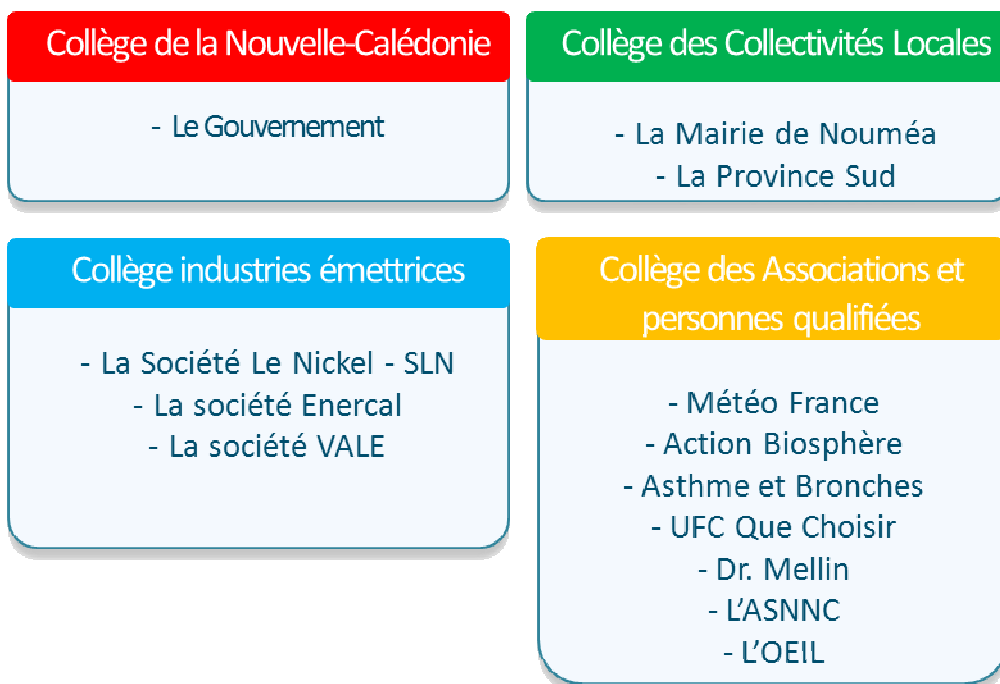 Collège de la Nouvelle-Calédonie
- Le Gouvernement
Collège des Collectivités Locales
- La Mairie de Nouméa
- La Province Sud
Collège industries émettrices
- La Société Le Nickel - SLN
- La société Enercal
- La société VALE
Collège des Associations et
personnes qualifiées
- Météo France
- Action Biosphère
- Asthme et Bronches
- UFC Que Choisir
- Dr. Mellin
- L'ASNNC
- L'OEIL